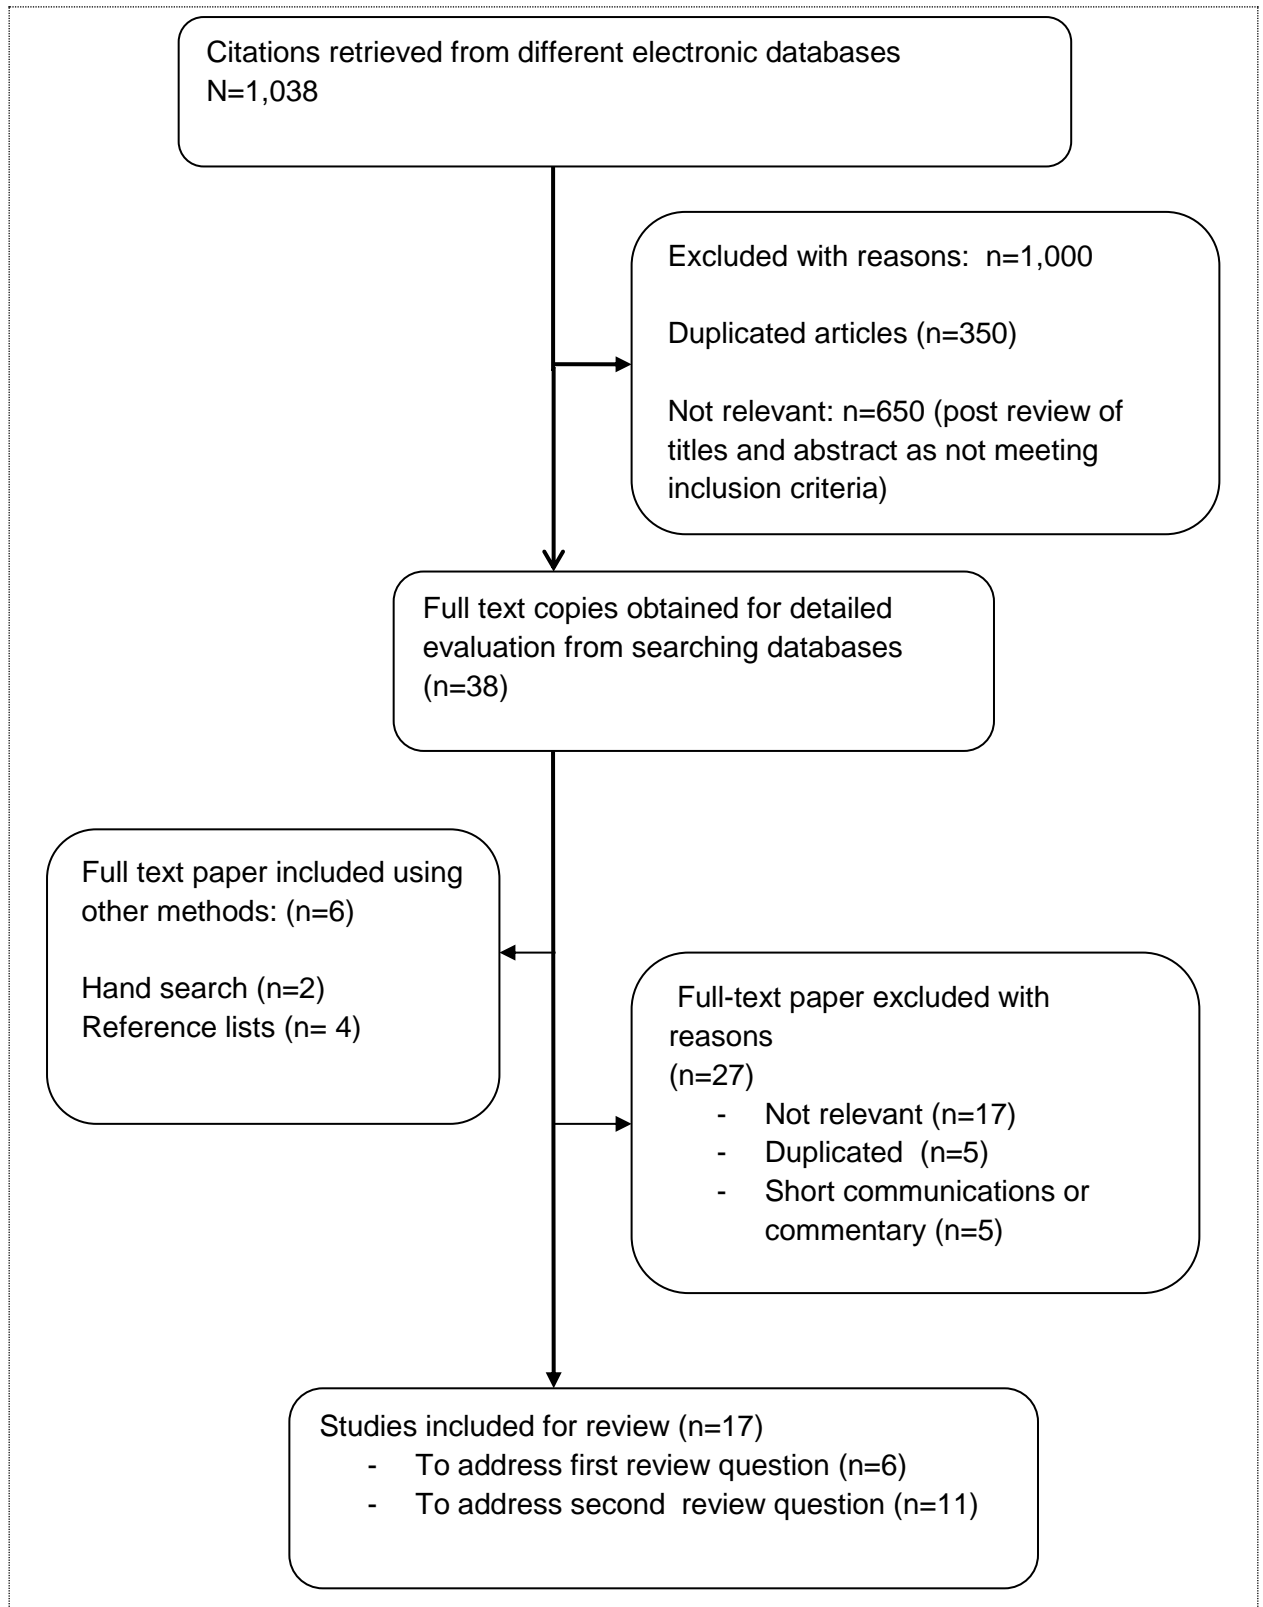 Citations retrieved from different electronic databases
N=1,038
Excluded with reasons:  n=1,000
Duplicated articles (n=350)
Not relevant: n=650 (post review of
titles and abstract as not meeting
inclusion criteria)
Full text copies obtained for detailed
evaluation from searching databases
(n=38)
Full text paper included using
other methods: (n=6)
Hand search (n=2)
Reference lists (n= 4)
Full-text paper excluded with
reasons
(n=27)
- Not relevant (n=17)
- Duplicated  (n=5)
- Short communications or
commentary (n=5)
Studies included for review (n=17)
- To address first review question (n=6)
- To address second  review question (n=11)